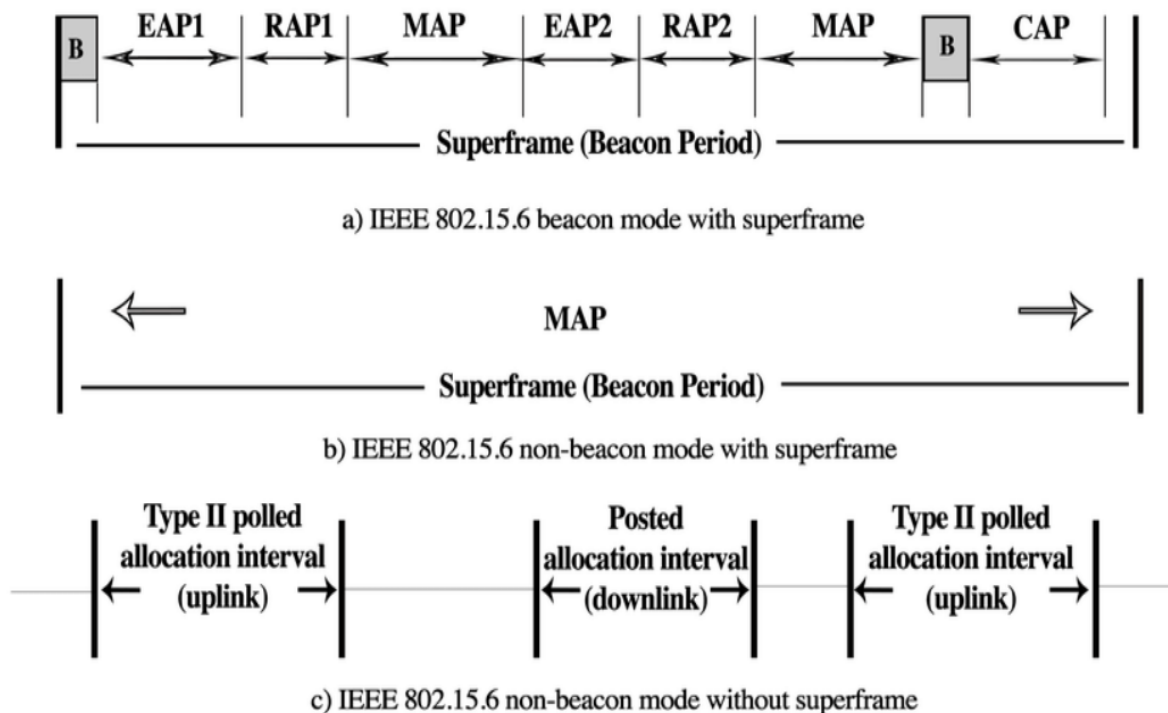 B EAP1 RAP1 MAP EAP2 RAP2 MAP B CAP
Superframe (Beacon Period)
a) IEEE 802.15.6 beacon mode with superframe
MAP
Superframe (Beacon Period)
b) IEEE 802.15.6 non-beacon mode with superframe
Type II polled
allocation interval
(uplink)
Posted
allocation interval
(downlink)
Type II polled
allocation interval
(uplink)
c) IEEE 802.15.6 non-beacon mode without superframe